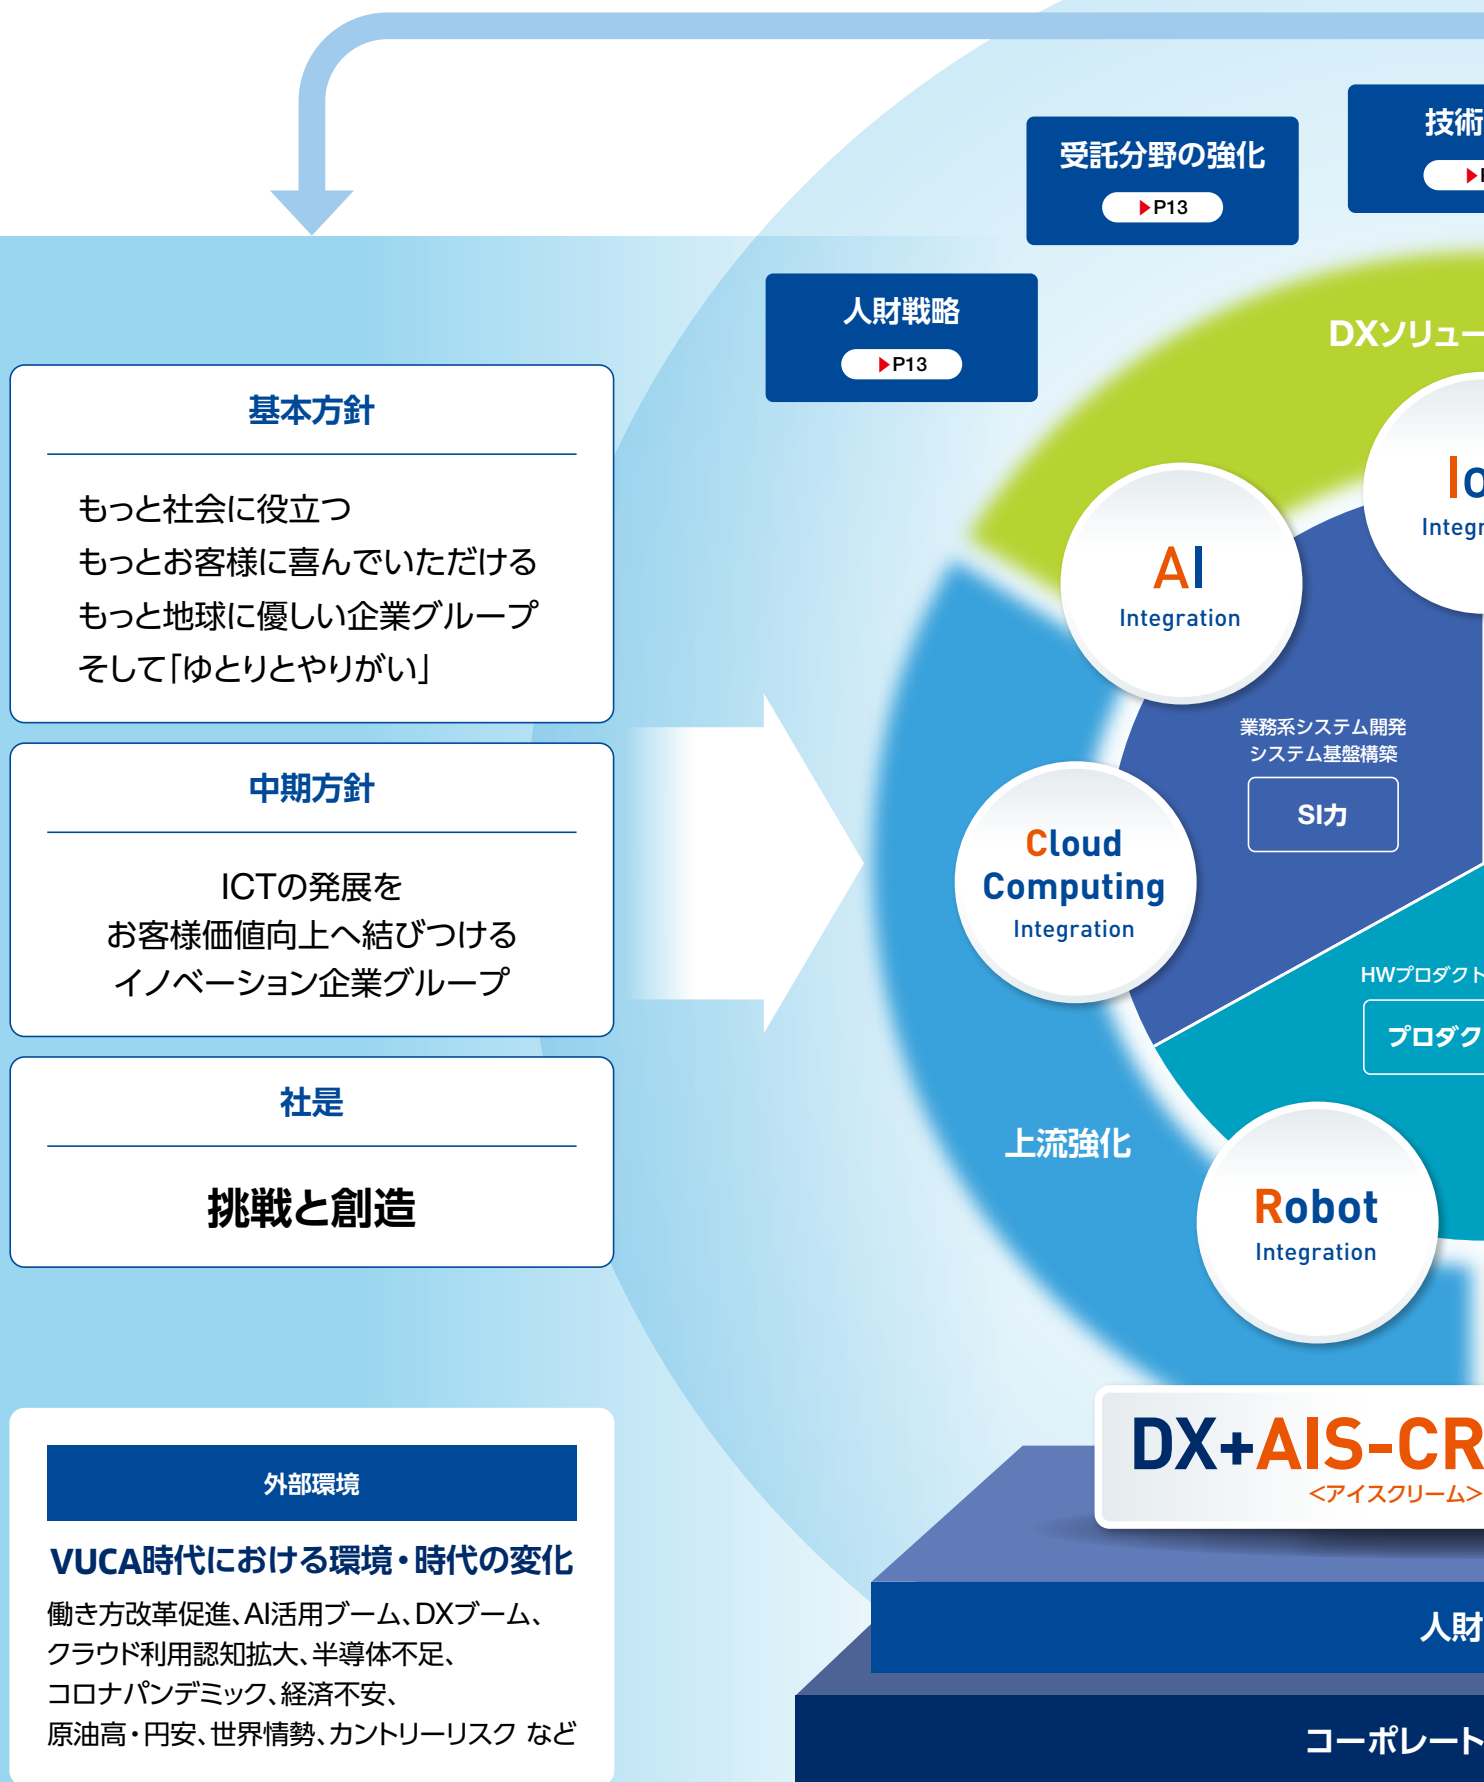 基本方針
もっと社会に役立つ
もっとお客様に喜んでいただける
もっと地球に優しい企業グループ
そして「ゆとりとやりがい」
中期方針
ICTの発展を
お客様価値向上へ結びつける
イノベーション企業グループ
社是
挑戦と創造
外部環境
VUCA時代における環境・時代の変化
働き方改革促進、AI活用ブーム、DXブーム、
クラウド利用認知拡大、半導体不足、
コロナパンデミック、経済不安、
原油高・円安、世界情勢、カントリーリスク など
人財戦略
▶P13
受託分野の強化
▶P13
技術
DXソリュー
Io
Integr
AI
Integration
Cloud
Computing
Integration
業務系システム開発
システム基盤構築
SI力
HWプロダクト
プロダク
上流強化
Robot
Integration
DX+AIS-CR
<アイスクリーム>
人財
コーポレート